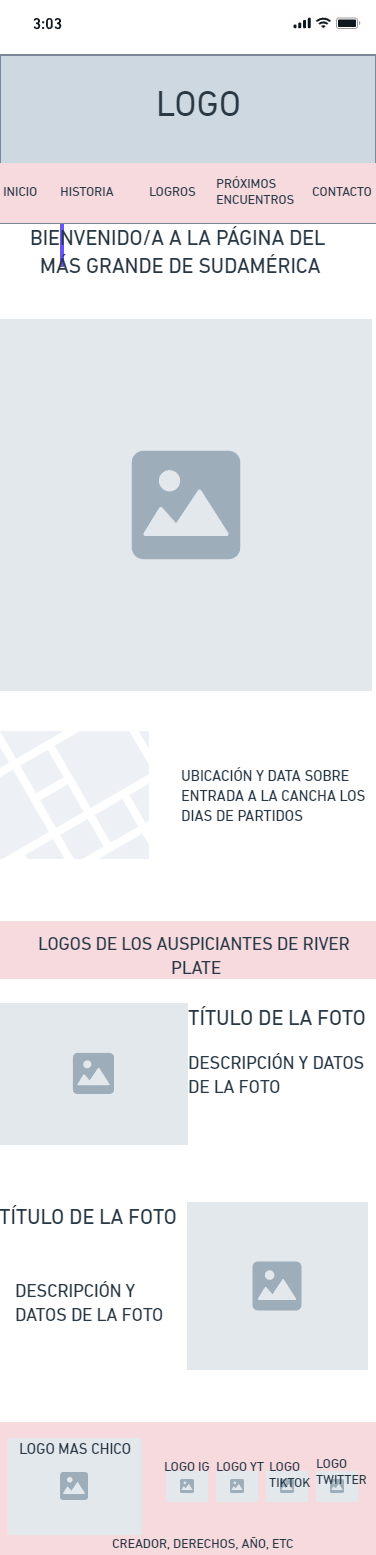 3:03
LOGO
INICIO HISTORIA LOGROS PRÓXIMOS ENCUENTROS CONTACTO
BIENVENIDO/A A LA PÁGINA DEL
MÁS GRANDE DE SUDAMÉRICA
UBICACIÓN Y DATA SOBRE
ENTRADA A LA CANCHA LOS
DIAS DE PARTIDOS
LOGOS DE LOS AUSPICIANTES DE RIVER
PLATE
TÍTULO DE LA FOTO
DESCRIPCIÓN Y DATOS
DE LA FOTO
TÍTULO DE LA FOTO
DESCRIPCIÓN Y
DATOS DE LA FOTO
LOGO MAS CHICO
LOGO IG
LOGO YT
LOGO
TIKTOK
LOGO
TWITTER
CREADOR, DERECHOS, AÑO, ETC